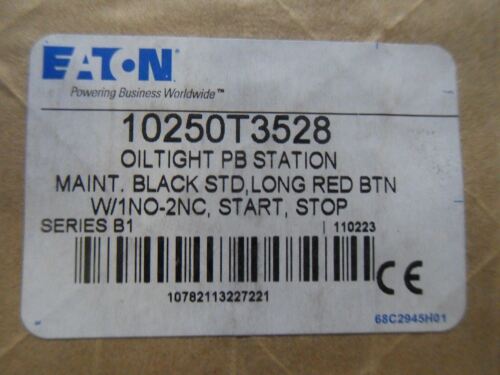 EATON
Powering Business Worldwide™
10250T3528
OILTIGHT PB STATION
MAINT. BLACK STD,LONG RED BTN
W/1NO-2NC, START, STOP
SERIES B1 | 110223
10782113227221
CE
68C2945H01